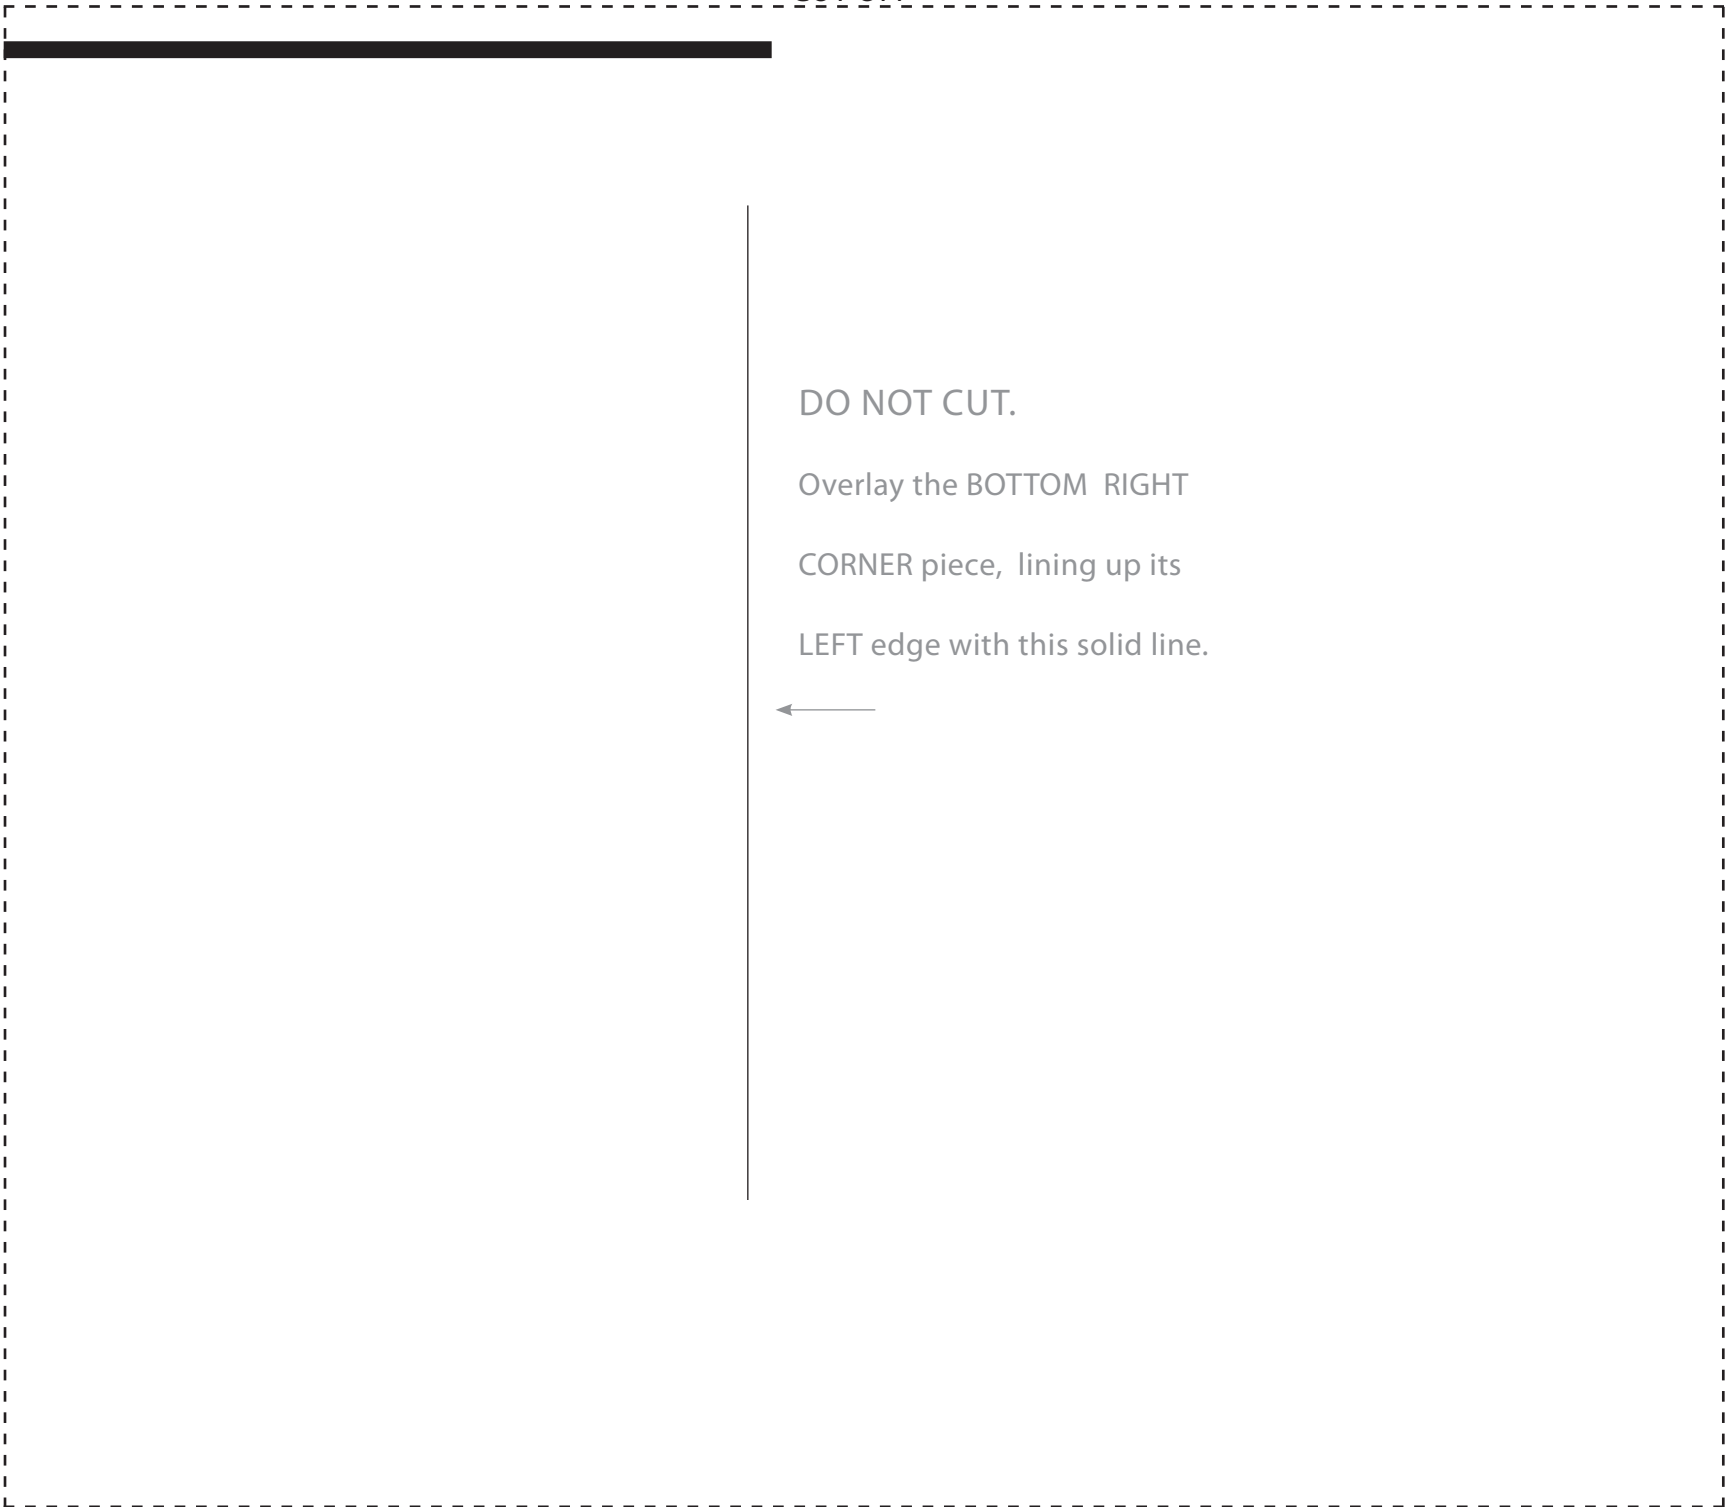 DO NOT CUT.
Overlay the BOTTOM RIGHT
CORNER piece, lining up its
LEFT edge with this solid line.